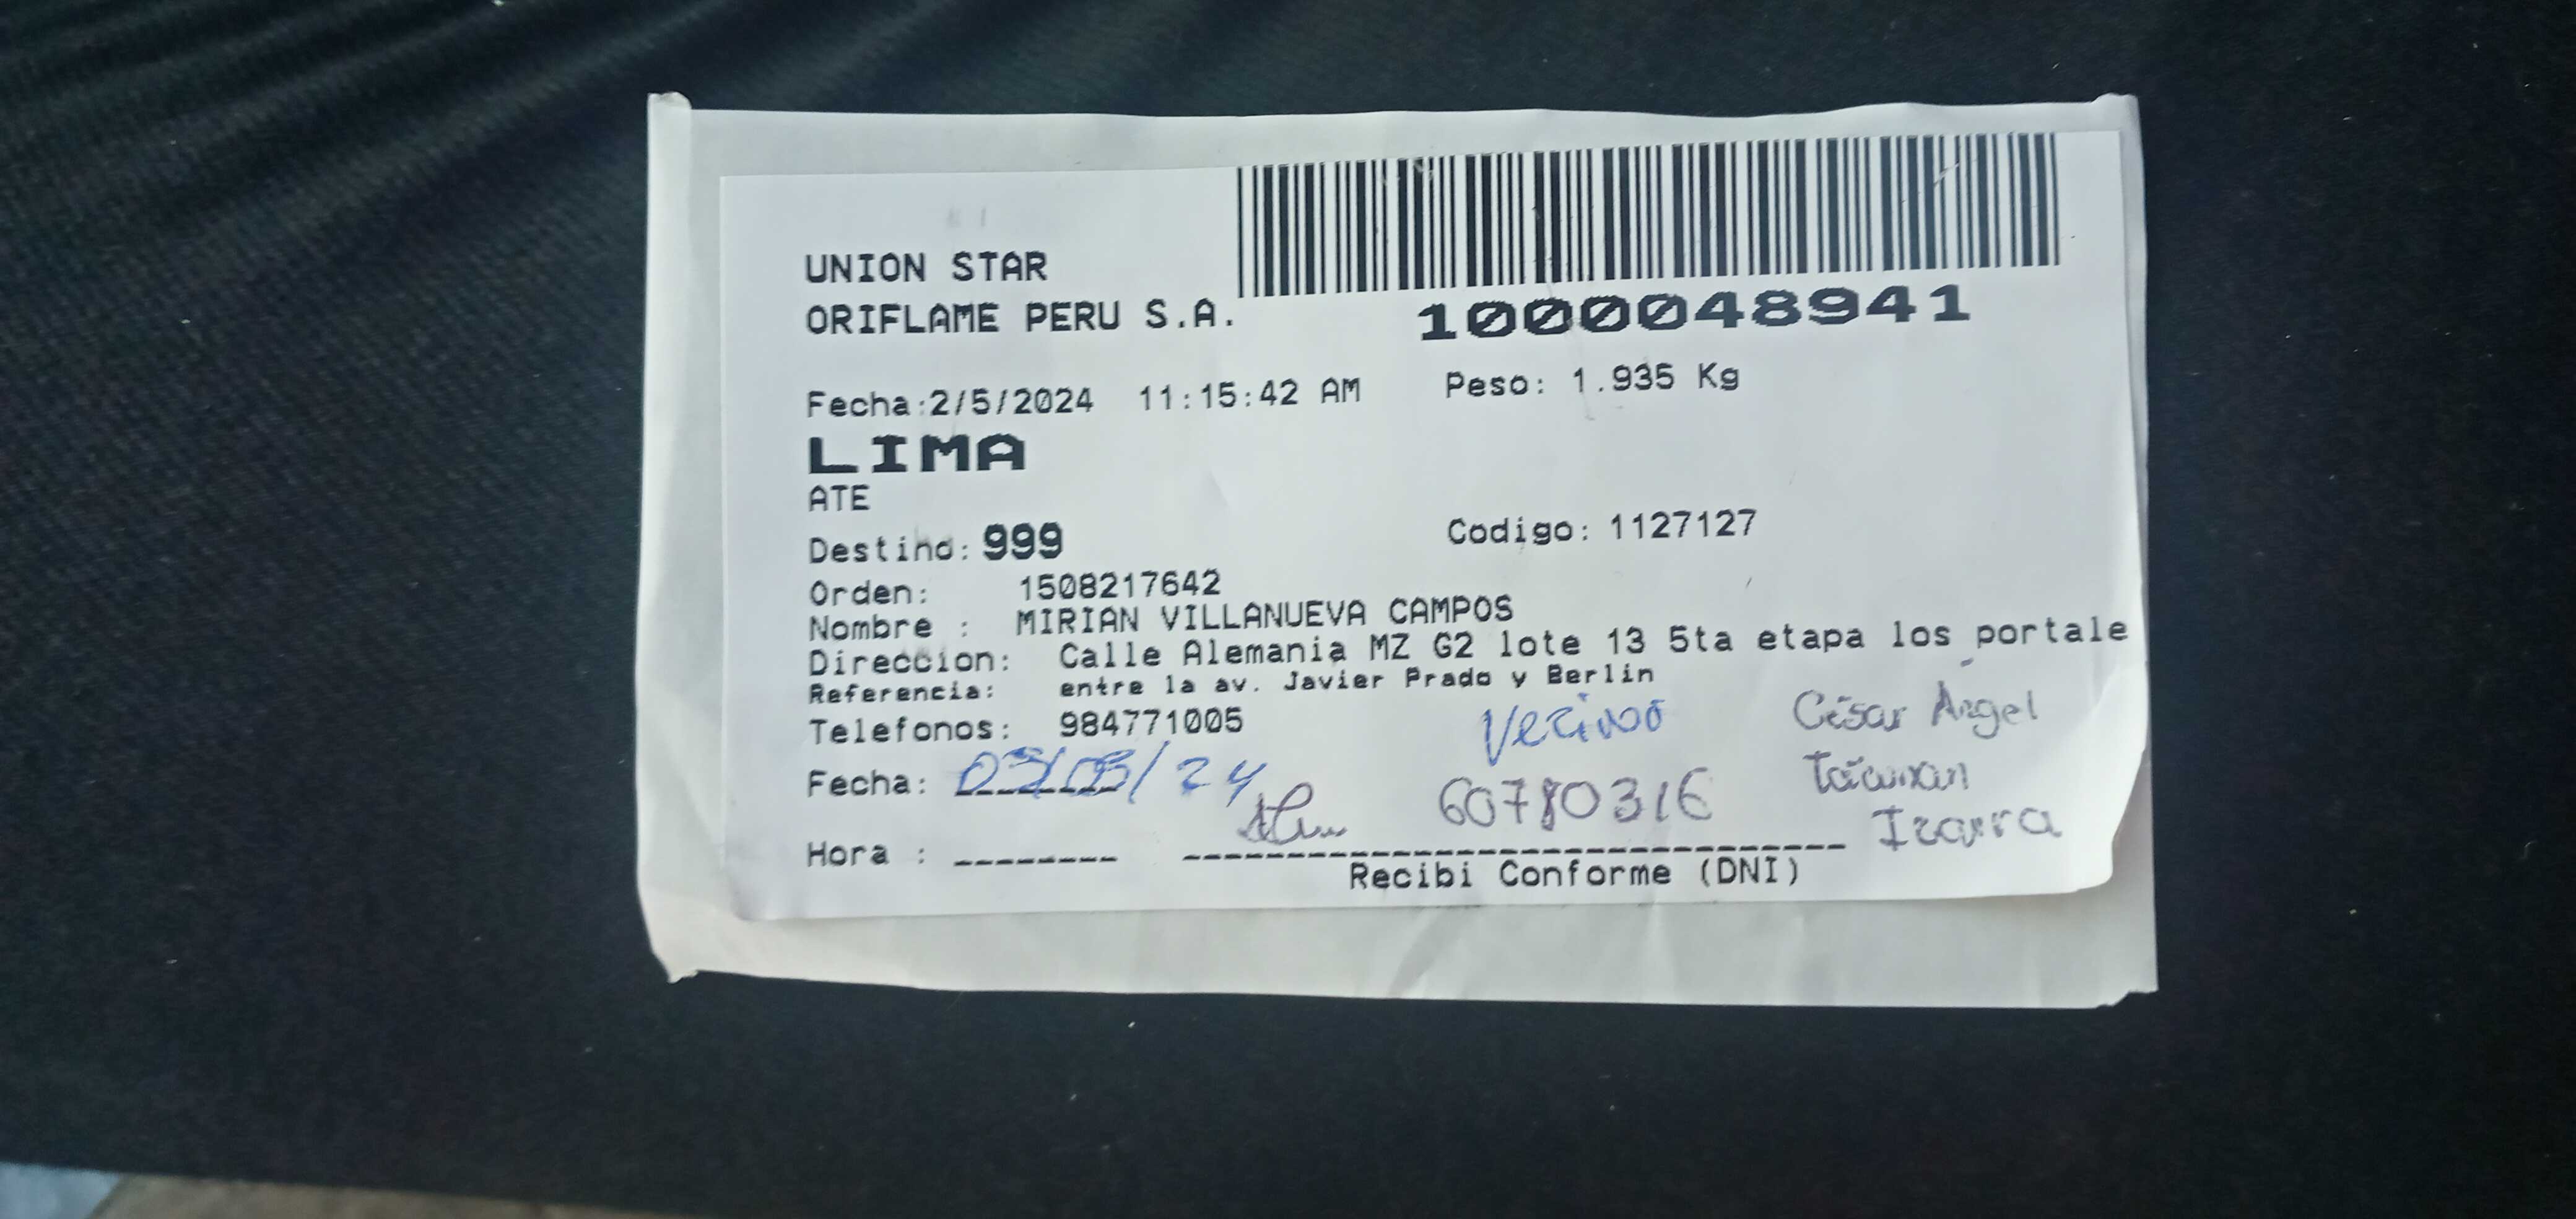 UNION STAR
ORIFLAME PERU S.A.
1000048941
Fecha:2/5/2024 11:15:42 AM Peso: 1.935 Kg
LIMA
ATE
Destino: 999 Codigo: 1127127
Orden: 1508217642
Nombre : MIRIAN VILLANUEVA CAMPOS
Direccion: Calle Alemania MZ G2 lote 13 5ta etapa los portale
Referencia: entre la av. Javier Prado y Berlin
Telefonos: 984771005
Vecino
César Angel
Fecha: 03/05/24
60780316
Izarra
Hora : --------
Recibi Conforme (DNI)